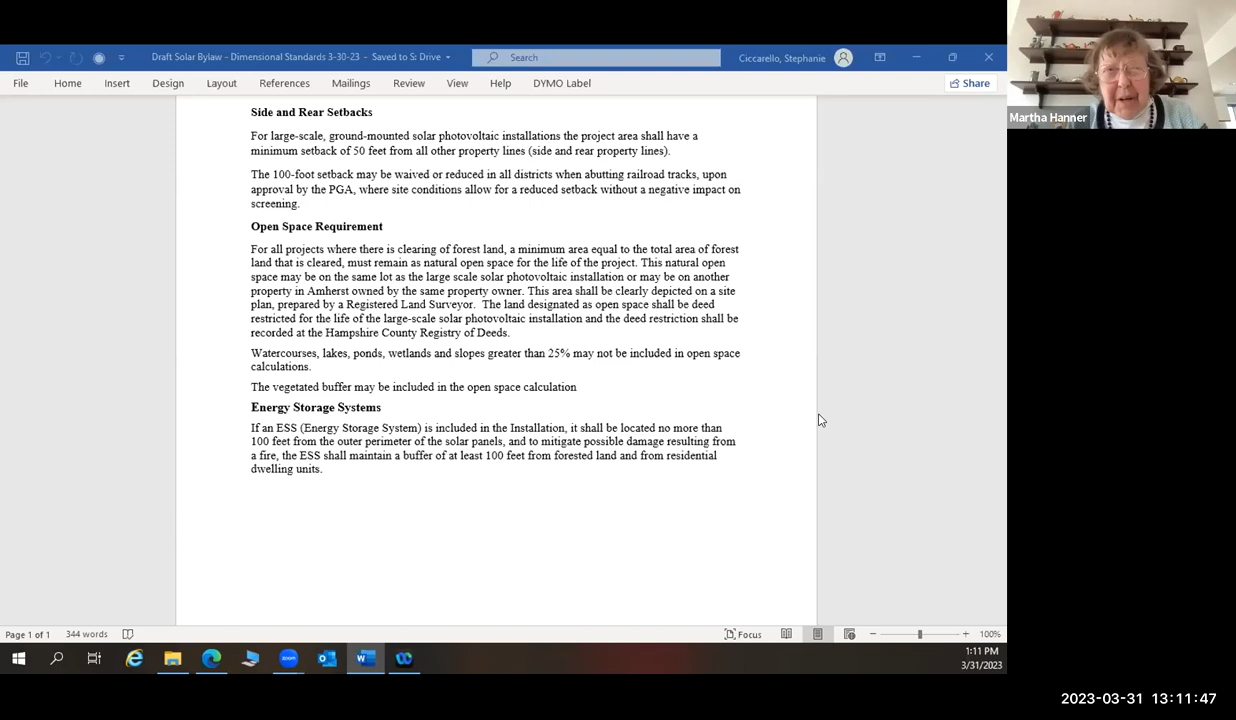 Draft Solar Bylaw - Dimensional Standards 3-30-23 - Saved to S: Drive
Search
Ciccarello, Stephanie
File Home Insert Design Layout References Mailings Review View Help DYMO Label Share
Martha Hanner
Side and Rear Setbacks
For large-scale, ground-mounted solar photovoltaic installations the project area shall have a
minimum setback of 50 feet from all other property lines (side and rear property lines).
The 100-foot setback may be waived or reduced in all districts when abutting railroad tracks, upon
approval by the PGA, where site conditions allow for a reduced setback without a negative impact on
screening.
Open Space Requirement
For all projects where there is clearing of forest land, a minimum area equal to the total area of forest
land that is cleared, must remain as natural open space for the life of the project. This natural open
space may be on the same lot as the large scale solar photovoltaic installation or may be on another
property in Amherst owned by the same property owner. This area shall be clearly depicted on a site
plan, prepared by a Registered Land Surveyor. The land designated as open space shall be deed
restricted for the life of the large-scale solar photovoltaic installation and the deed restriction shall be
recorded at the Hampshire County Registry of Deeds.
Watercourses, lakes, ponds, wetlands and slopes greater than 25% may not be included in open space
calculations.
The vegetated buffer may be included in the open space calculation
Energy Storage Systems
If an ESS (Energy Storage System) is included in the Installation, it shall be located no more than
100 feet from the outer perimeter of the solar panels, and to mitigate possible damage resulting from
a fire, the ESS shall maintain a buffer of at least 100 feet from forested land and from residential
dwelling units.
Page 1 of 1 344 words Focus 100%
1:11 PM
3/31/2023
2023-03-31 13:11:47